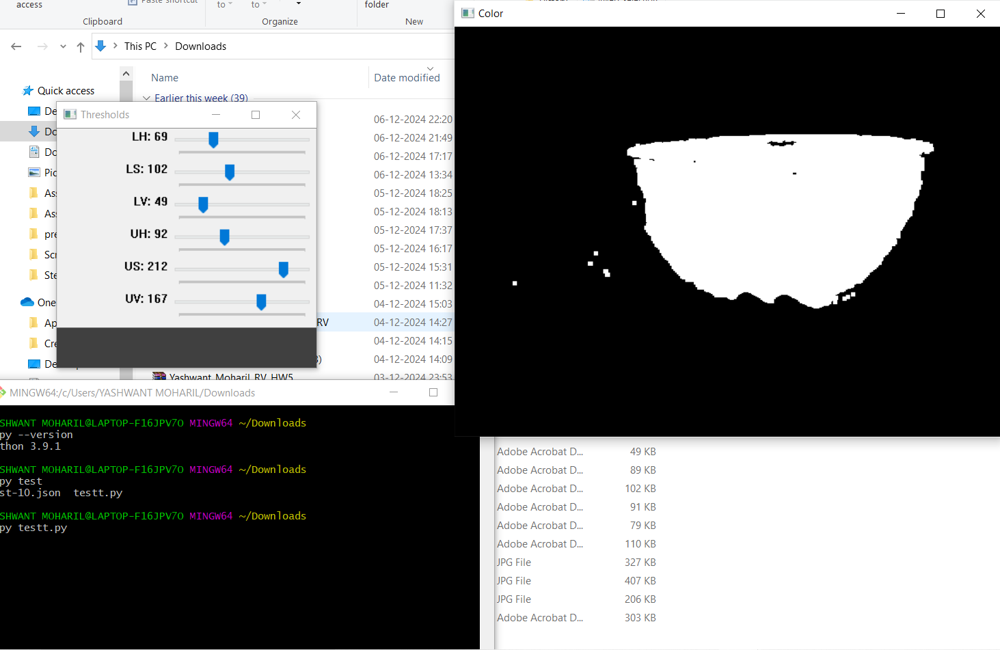 access
Paste shortcut
to
to
folder
Clipboard
Organize
New
This PC
Downloads
Name
Date modified
Quick access
Earlier this week (39)
De
Do
Do
Pic
Ass
Ass
pre
Scr
Ste
One
Ap
Cre
De
06-12-2024 22:20
06-12-2024 21:49
06-12-2024 17:17
06-12-2024 13:34
05-12-2024 18:25
05-12-2024 18:13
05-12-2024 17:37
05-12-2024 16:17
05-12-2024 15:31
05-12-2024 11:32
04-12-2024 15:03
RV
04-12-2024 14:27
04-12-2024 14:15
04-12-2024 14:09
Yashwant_Moharil_RV_HW5
03-12-2024 23:53
Thresholds
LH: 69
LS: 102
LV: 49
UH: 92
US: 212
UV: 167
Color
MINGW64:/c/Users/YASHWANT MOHARIL/Downloads
SHWANT MOHARIL@LAPTOP-F16JPV7O MINGW64 ~/Downloads
py --version
thon 3.9.1
SHWANT MOHARIL@LAPTOP-F16JPV7O MINGW64 ~/Downloads
py test
st-10.json  testt.py
SHWANT MOHARIL@LAPTOP-F16JPV7O MINGW64 ~/Downloads
py testt.py
Adobe Acrobat D... 49 KB
Adobe Acrobat D... 89 KB
Adobe Acrobat D... 102 KB
Adobe Acrobat D... 91 KB
Adobe Acrobat D... 79 KB
Adobe Acrobat D... 110 KB
JPG File 327 KB
JPG File 407 KB
JPG File 206 KB
Adobe Acrobat D... 303 KB